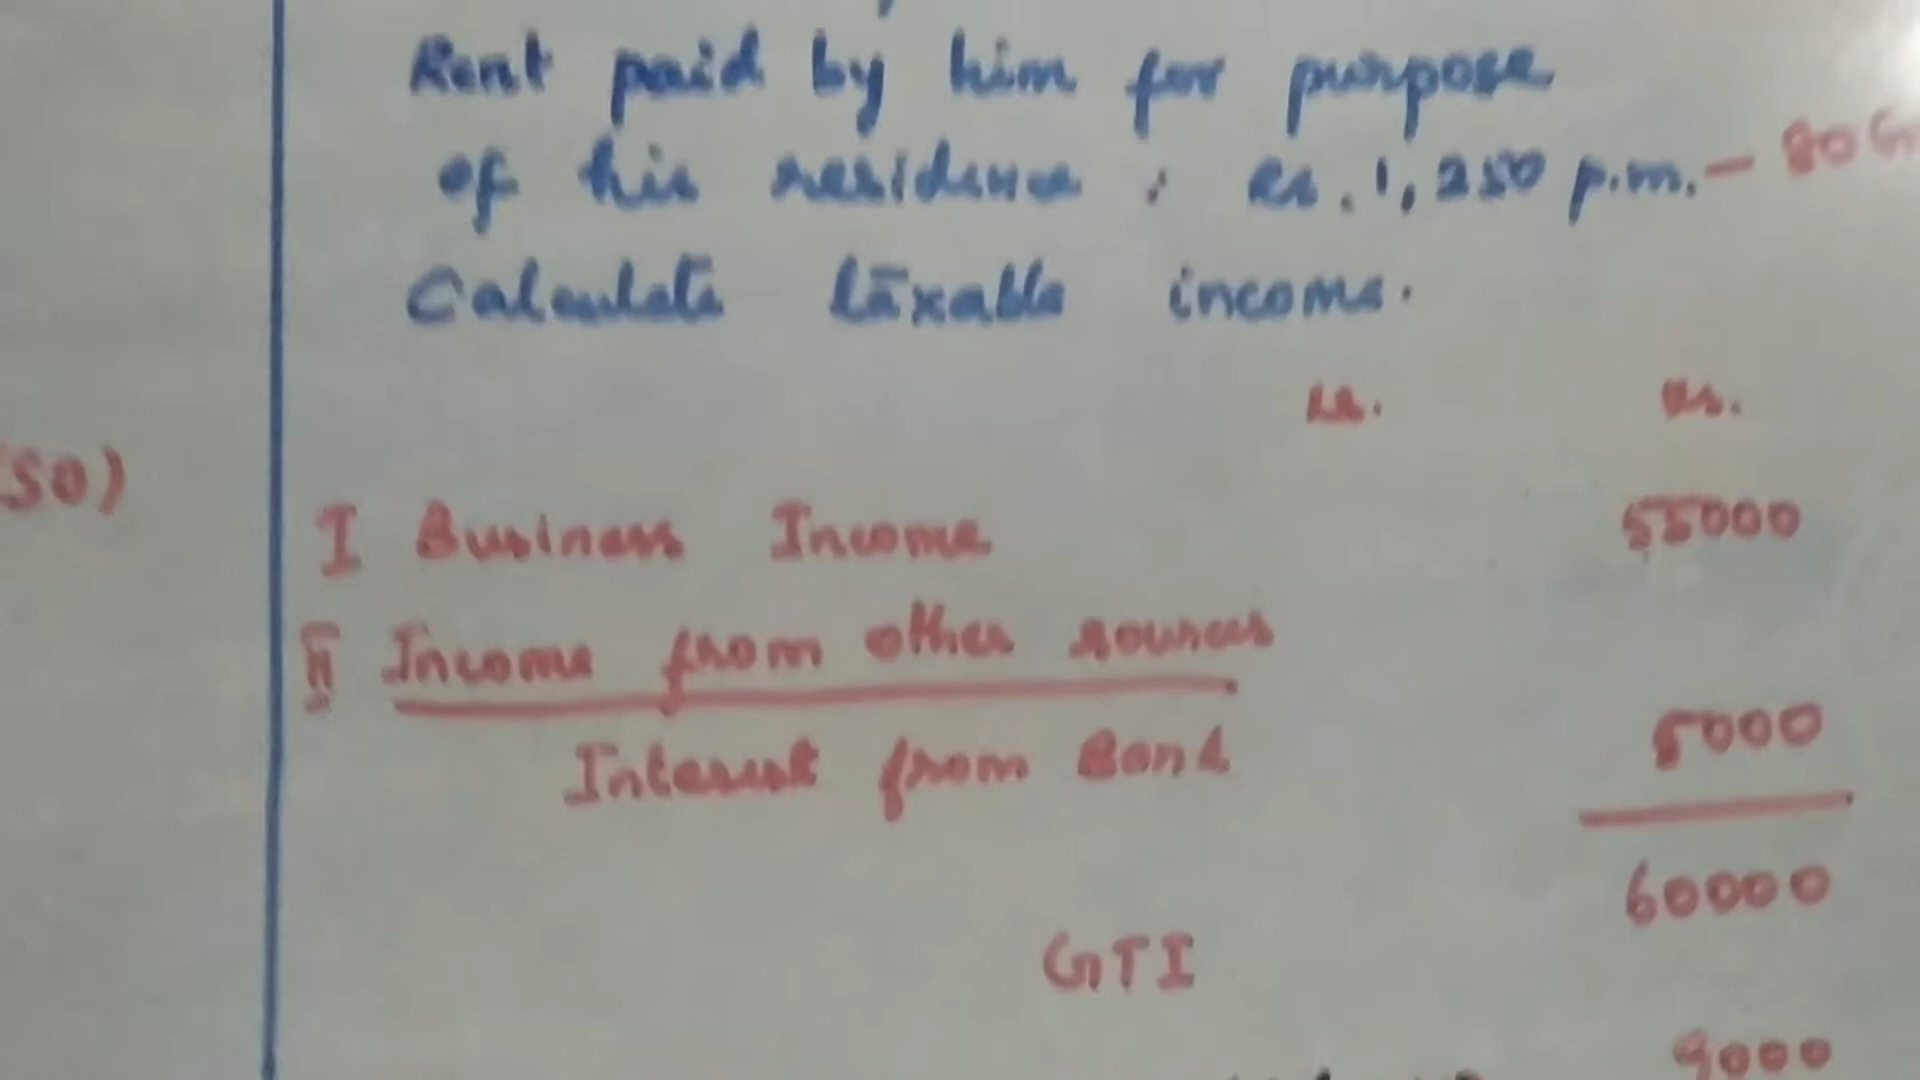 Rent paid by him for purpose
of his residence : Rs. 1,250 p.m. - 80G
Calculate taxable income.
Rs. Rs.
50)
I Business Income 55000
II Income from other sources
Interest from Bank 5000
60000
GTI
9000